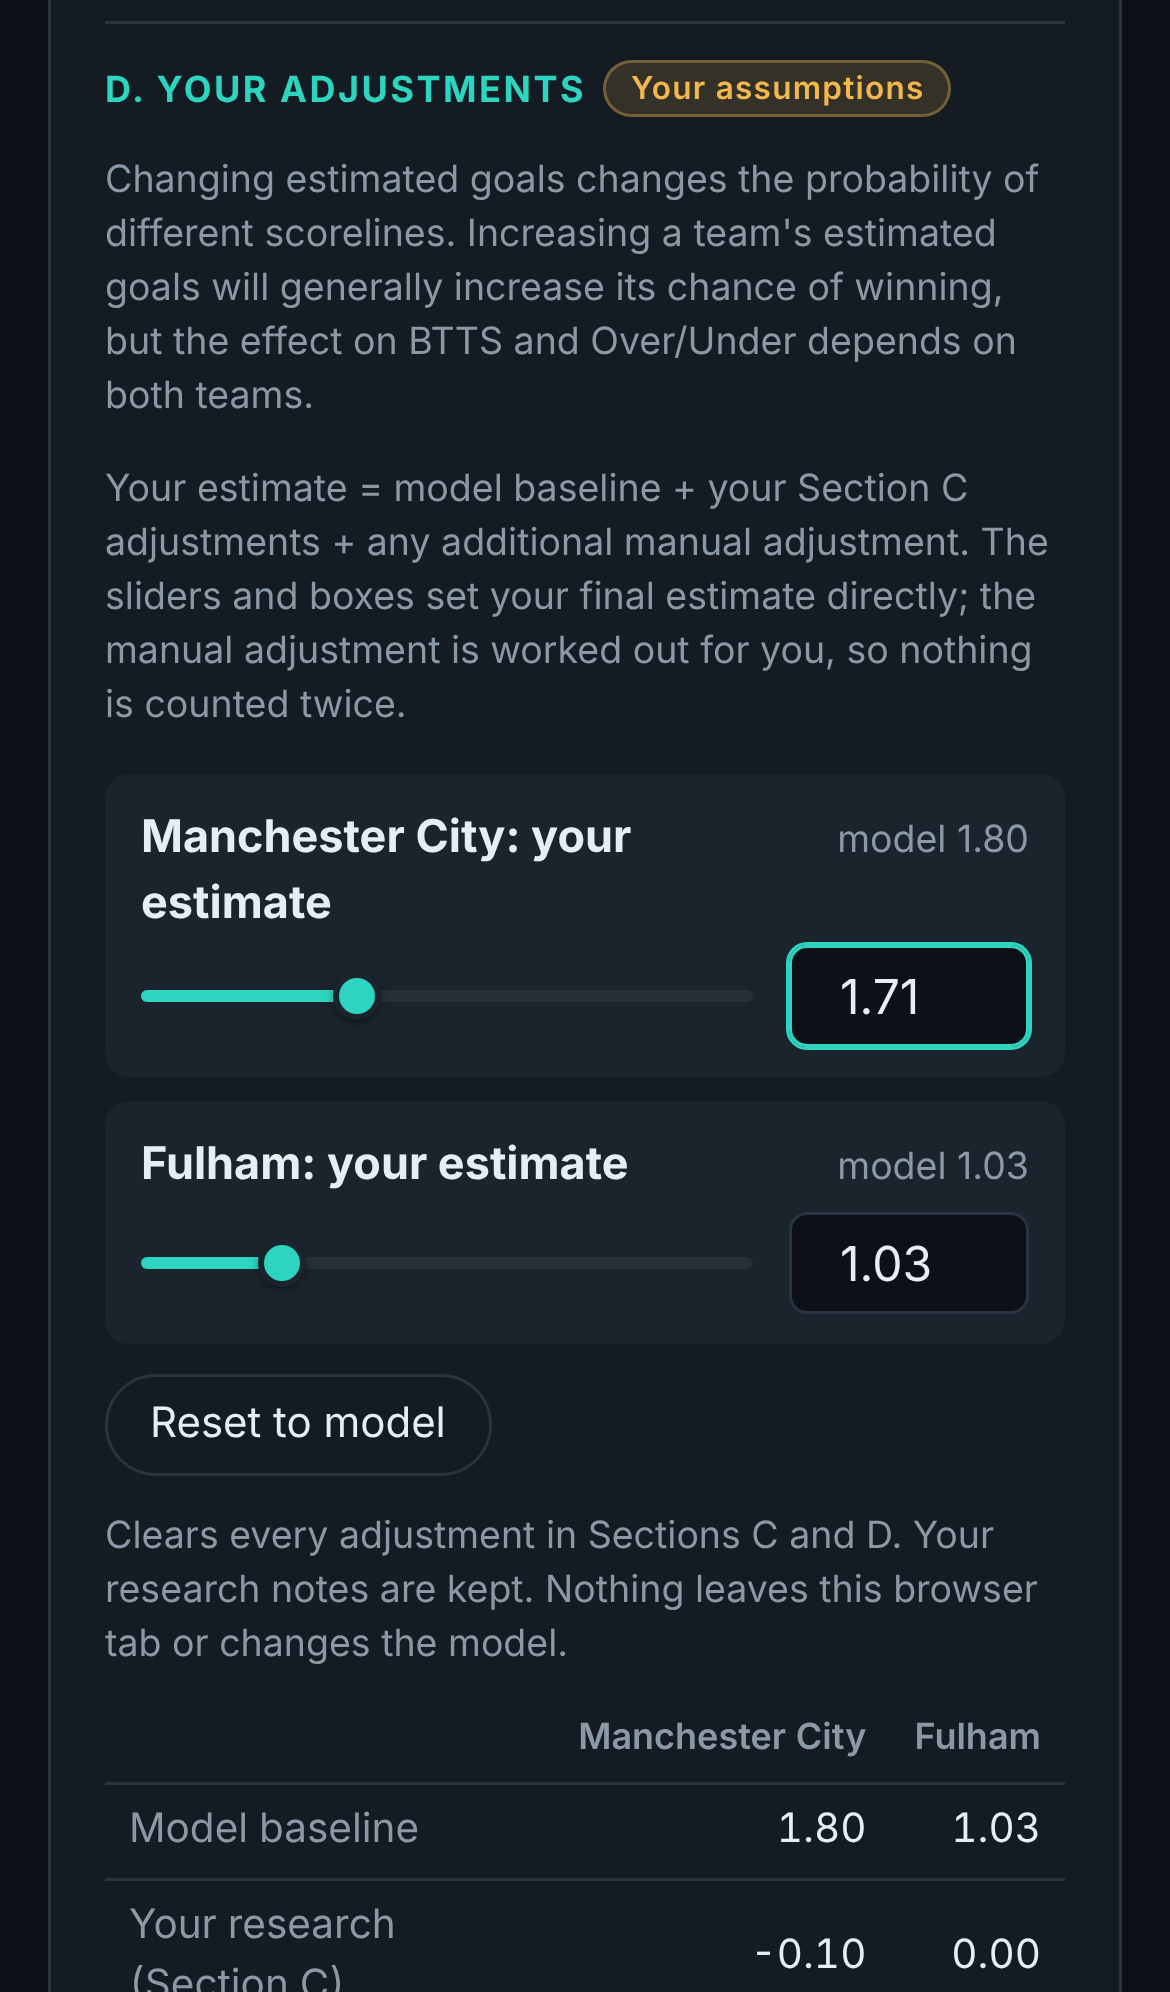 D. YOUR ADJUSTMENTS Your assumptions
Changing estimated goals changes the probability of
different scorelines. Increasing a team's estimated
goals will generally increase its chance of winning,
but the effect on BTTS and Over/Under depends on
both teams.
Your estimate = model baseline + your Section C
adjustments + any additional manual adjustment. The
sliders and boxes set your final estimate directly; the
manual adjustment is worked out for you, so nothing
is counted twice.
Manchester City: your model 1.80
estimate
1.71
Fulham: your estimate model 1.03
1.03
Reset to model
Clears every adjustment in Sections C and D. Your
research notes are kept. Nothing leaves this browser
tab or changes the model.
Manchester City Fulham
Model baseline 1.80 1.03
Your research
-0.10 0.00
(Section C)